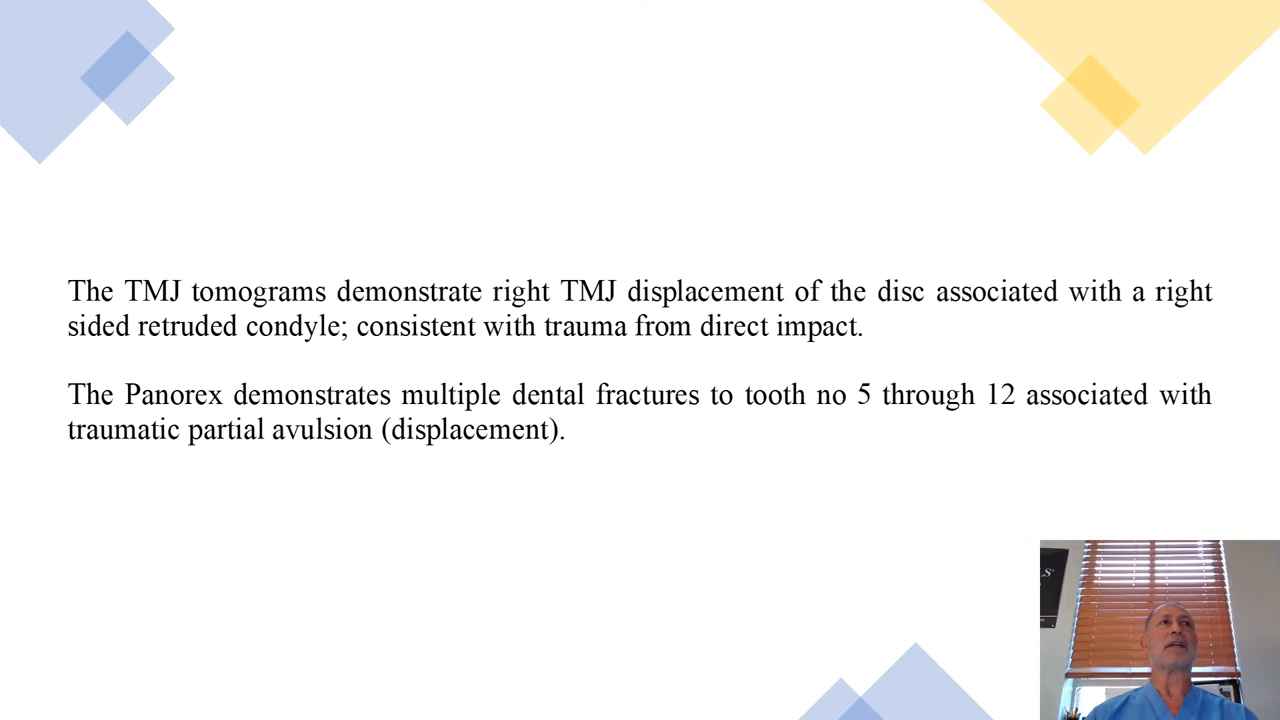 The TMJ tomograms demonstrate right TMJ displacement of the disc associated with a right
sided retruded condyle; consistent with trauma from direct impact.
The Panorex demonstrates multiple dental fractures to tooth no 5 through 12 associated with
traumatic partial avulsion (displacement).